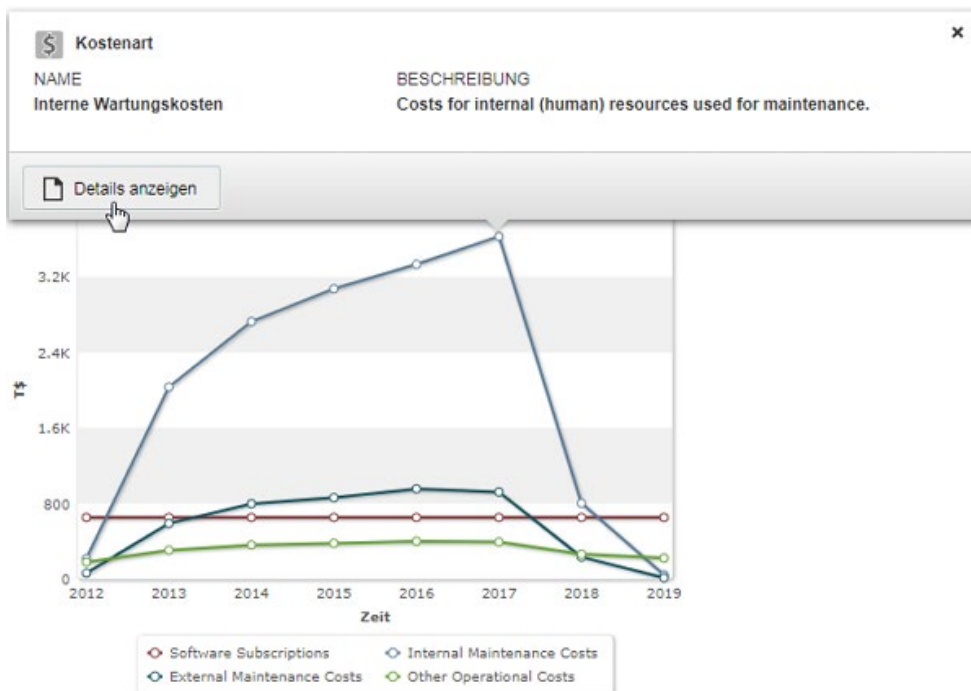 Kostenart
NAME BESCHREIBUNG
Interne Wartungskosten Costs for internal (human) resources used for maintenance.
Details anzeigen
3.2K
2.4K
T$
1.6K
800
0
2012 2013 2014 2015 2016 2017 2018 2019
Zeit
Software Subscriptions Internal Maintenance Costs
External Maintenance Costs Other Operational Costs